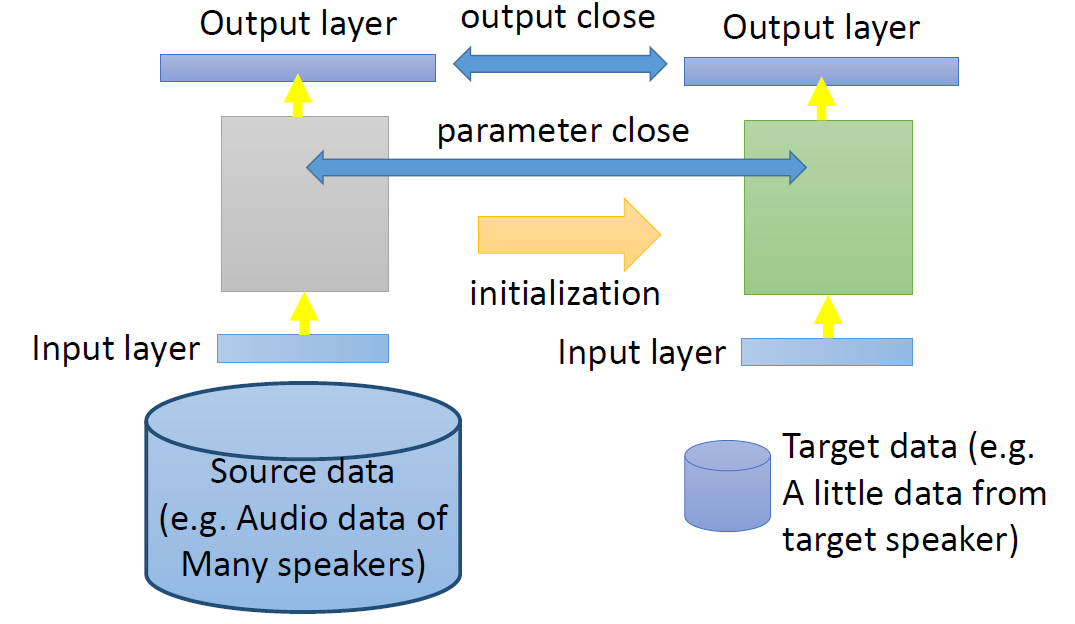 Output layer
output close
Output layer
parameter close
initialization
Input layer
Input layer
Source data
(e.g. Audio data of
Many speakers)
Target data (e.g.
A little data from
target speaker)